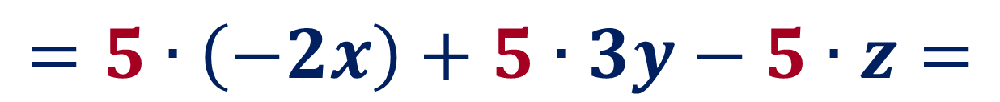 = 5 · (−2x) + 5 · 3y − 5 · z =